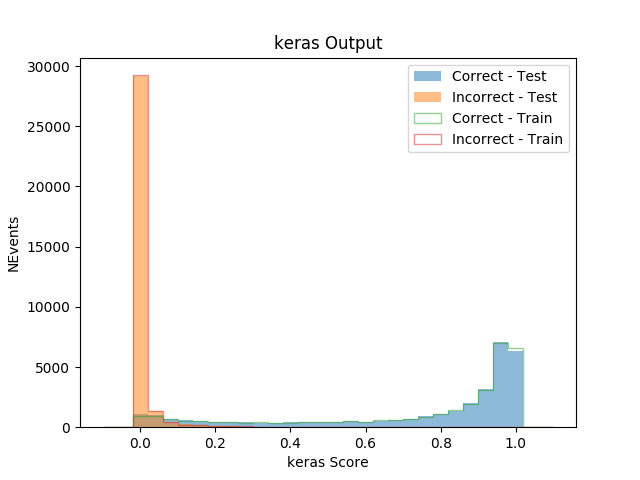 keras Output
30000
25000
20000
15000
10000
5000
0
NEvents
0.0 0.2 0.4 0.6 0.8 1.0
keras Score
Correct - Test
Incorrect - Test
Correct - Train
Incorrect - Train